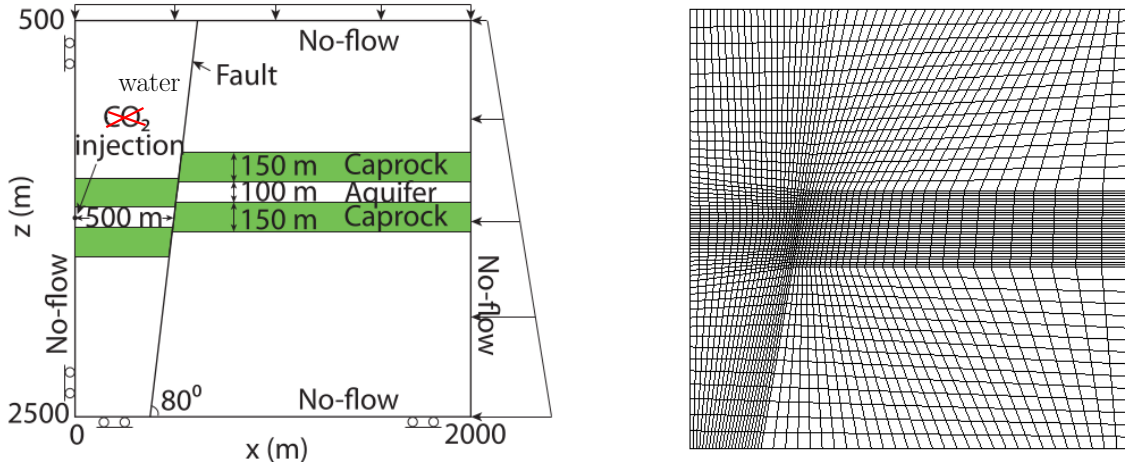 500
No-flow
Fault
water
CO₂
injection
150 m Caprock
100 m Aquifer
150 m Caprock
500 m
z (m)
No-flow
No-flow
80⁰
No-flow
2500
0
2000
x (m)